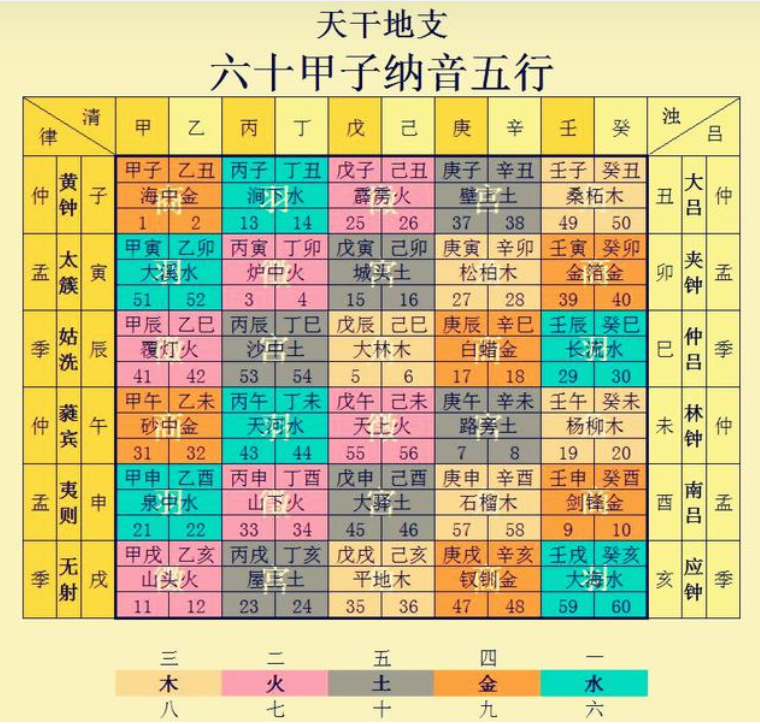 天干地支
六十甲子纳音五行
清 律 甲 乙 丙 丁 戊 己 庚 辛 壬 癸 浊 吕
甲子 乙丑 丙子 丁丑 戊子 己丑 庚子 辛丑 壬子 癸丑
仲 黄钟 子 海中金 涧下水 霹雳火 壁上土 桑柘木 丑 大吕 仲
1 2 13 14 25 26 37 38 49 50
甲寅 乙卯 丙寅 丁卯 戊寅 己卯 庚寅 辛卯 壬寅 癸卯
孟 太簇 寅 大溪水 炉中火 城头土 松柏木 金箔金 卯 夹钟 孟
51 52 3 4 15 16 27 28 39 40
甲辰 乙巳 丙辰 丁巳 戊辰 己巳 庚辰 辛巳 壬辰 癸巳
季 姑洗 辰 覆灯火 沙中土 大林木 白蜡金 长流水 巳 仲吕 季
41 42 53 54 5 6 17 18 29 30
甲午 乙未 丙午 丁未 戊午 己未 庚午 辛未 壬午 癸未
仲 蕤宾 午 砂中金 天河水 天上火 路旁土 杨柳木 未 林钟 仲
31 32 43 44 55 56 7 8 19 20
甲申 乙酉 丙申 丁酉 戊申 己酉 庚申 辛酉 壬申 癸酉
孟 夷则 申 泉中水 山下火 大驿土 石榴木 剑锋金 酉 南吕 孟
21 22 33 34 45 46 57 58 9 10
甲戌 乙亥 丙戌 丁亥 戊戌 己亥 庚戌 辛亥 壬戌 癸亥
季 无射 戌 山头火 屋上土 平地木 钗钏金 大海水 亥 应钟 季
11 12 23 24 35 36 47 48 59 60
三 二 五 四 一
木 火 土 金 水
八 七 十 九 六